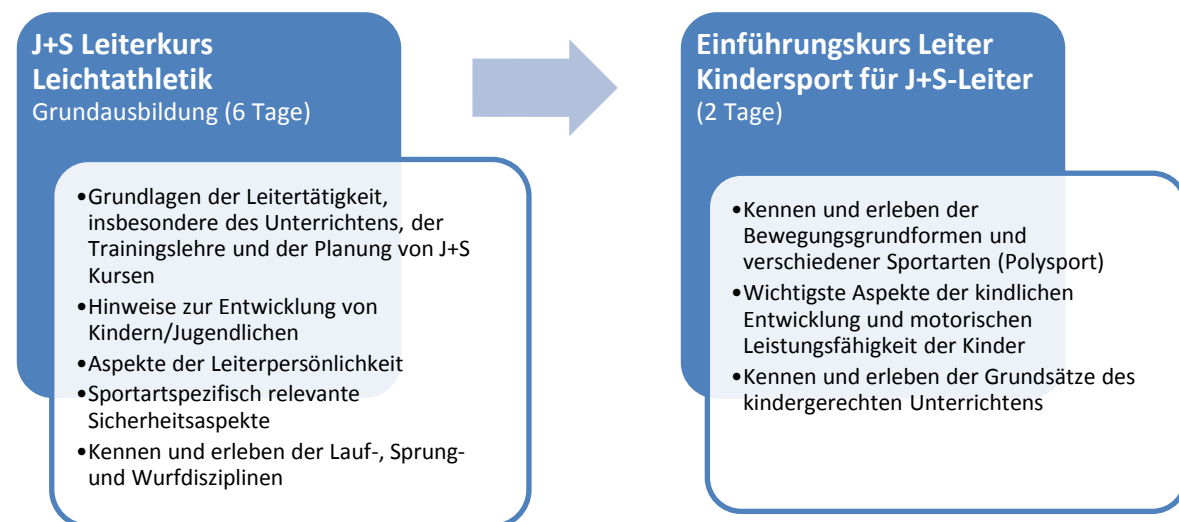 J+S Leiterkurs
Leichtathletik
Grundausbildung (6 Tage)
•Grundlagen der Leitertätigkeit,
insbesondere des Unterrichtens, der
Trainingslehre und der Planung von J+S
Kursen
•Hinweise zur Entwicklung von
Kindern/Jugendlichen
•Aspekte der Leiterpersönlichkeit
•Sportartspezifisch relevante
Sicherheitsaspekte
•Kennen und erleben der Lauf-, Sprung-
und Wurfdisziplinen
Einführungskurs Leiter
Kindersport für J+S-Leiter
(2 Tage)
•Kennen und erleben der
Bewegungsgrundformen und
verschiedener Sportarten (Polysport)
•Wichtigste Aspekte der kindlichen
Entwicklung und motorischen
Leistungsfähigkeit der Kinder
•Kennen und erleben der Grundsätze des
kindergerechten Unterrichtens